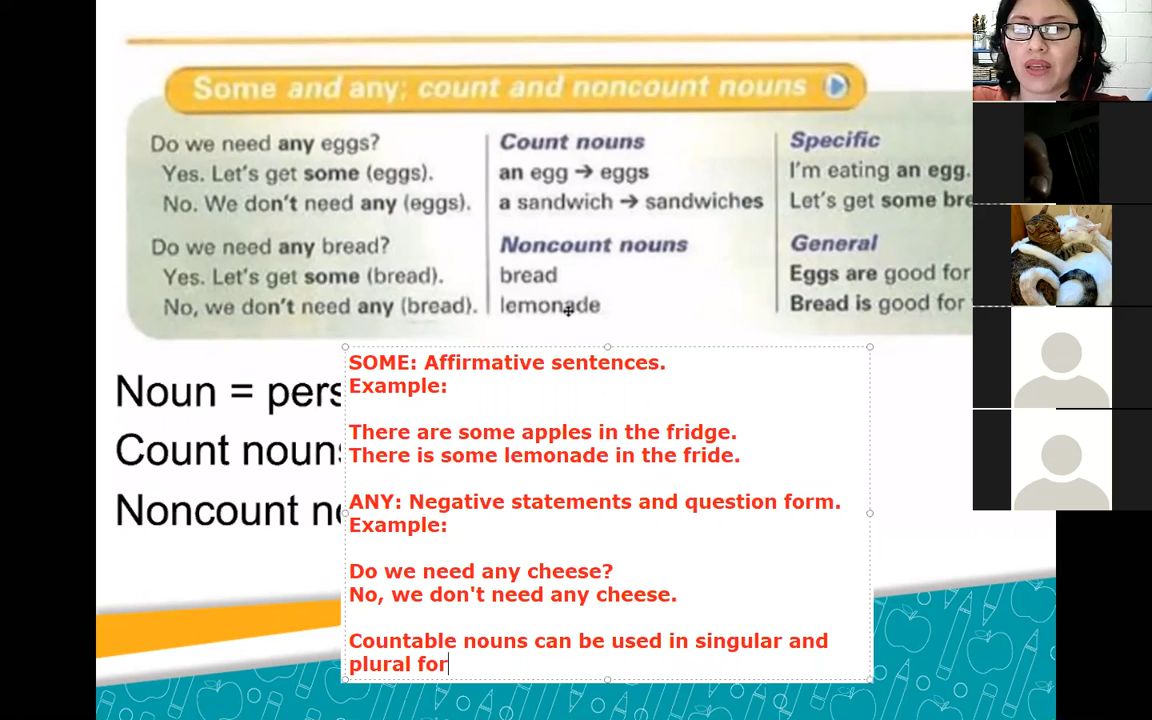 Some and any; count and noncount nouns
Do we need any eggs?
Yes. Let's get some (eggs).
No. We don't need any (eggs).
Do we need any bread?
Yes. Let's get some (bread).
No, we don't need any (bread).
Count nouns
an egg → eggs
a sandwich → sandwiches
Noncount nouns
bread
lemonade
Specific
I'm eating an egg.
Let's get some bre
General
Eggs are good for
Bread is good for
Noun = pers
Count nouns
Noncount no
SOME: Affirmative sentences.
Example:
There are some apples in the fridge.
There is some lemonade in the fride.
ANY: Negative statements and question form.
Example:
Do we need any cheese?
No, we don't need any cheese.
Countable nouns can be used in singular and
plural for